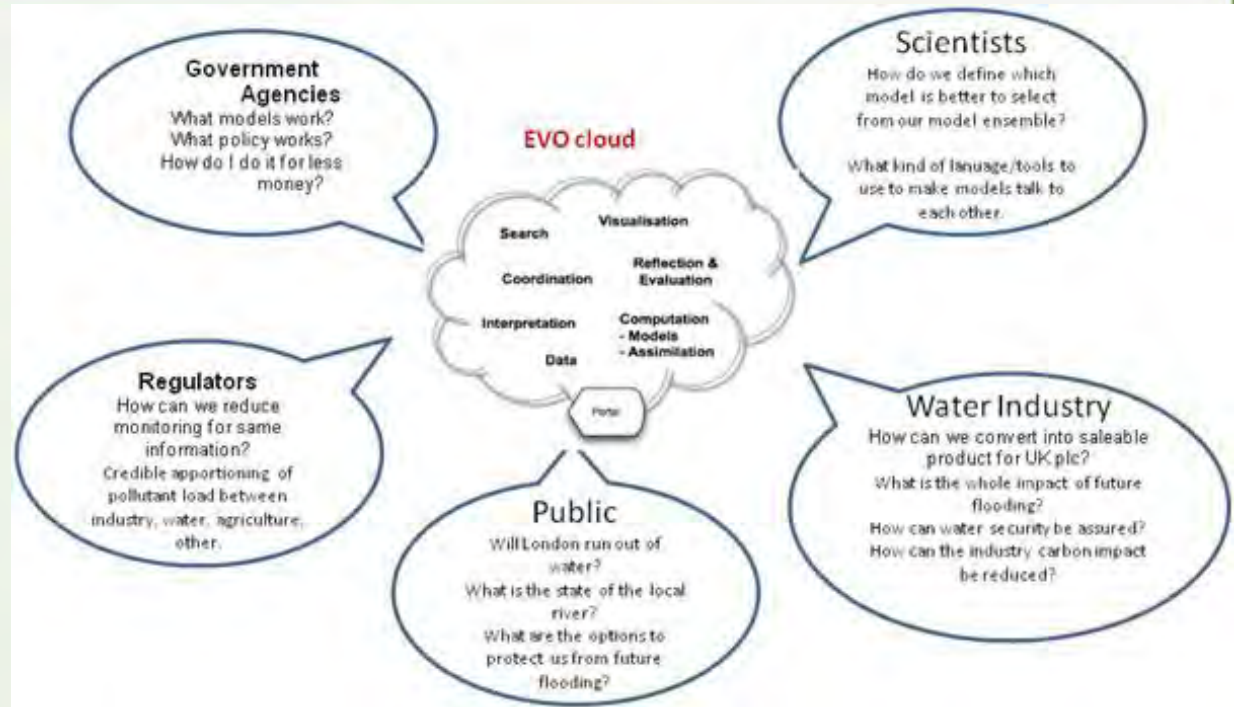 Government
Agencies
What models work?
What policy works?
How do I do it for less
money?
Scientists
How do we define which
model is better to select
from our model ensemble?
What kind of lanuage/tools to
use to make models talk to
each other.
EVO cloud
Search
Visualisation
Coordination
Reflection &
Evaluation
Interpretation
Computation
- Models
- Assimilation
Data
Portal
Regulators
How can we reduce
monitoring for same
information?
Credible apportioning of
pollutant load between
industry, water, agriculture,
other.
Public
Will London run out of
water?
What is the state of the local
river?
What are the options to
protect us from future
flooding?
Water Industry
How can we convert into saleable
product for UK plc?
What is the whole impact of future
flooding?
How can water security be assured?
How can the industry carbon impact
be reduced?